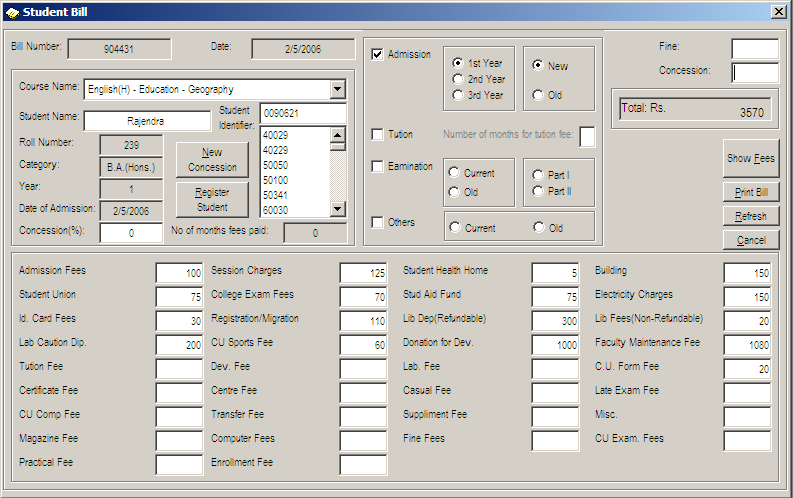 Student Bill
Bill Number: 904431 Date: 2/5/2006
Course Name: English(H) - Education - Geography
Student Name: Rajendra Student Identifier: 0090621
Roll Number: 239
Category: B.A.(Hons.)
Year: 1
Date of Admission: 2/5/2006
Concession(%): 0 No of months fees paid: 0
New Concession
Register Student
40029
40229
50050
50100
50341
60030
Admission 1st Year New
2nd Year
3rd Year Old
Tution Number of months for tution fee:
Eamination Current Part I
Old Part II
Others Current Old
Fine:
Concession:
Total: Rs. 3570
Show Fees
Print Bill
Refresh
Cancel
Admission Fees 100 Session Charges 125 Student Health Home 5 Building 150
Student Union 75 College Exam Fees 70 Stud Aid Fund 75 Electricity Charges 150
Id. Card Fees 30 Registration/Migration 110 Lib Dep(Refundable) 300 Lib Fees(Non-Refundable) 20
Lab Caution Dip. 200 CU Sports Fee 60 Donation for Dev. 1000 Faculty Maintenance Fee 1080
Tution Fee Dev. Fee Lab. Fee C.U. Form Fee 20
Certificate Fee Centre Fee Casual Fee Late Exam Fee
CU Comp Fee Transfer Fee Suppliment Fee Misc.
Magazine Fee Computer Fees Fine Fees CU Exam. Fees
Practical Fee Enrollment Fee